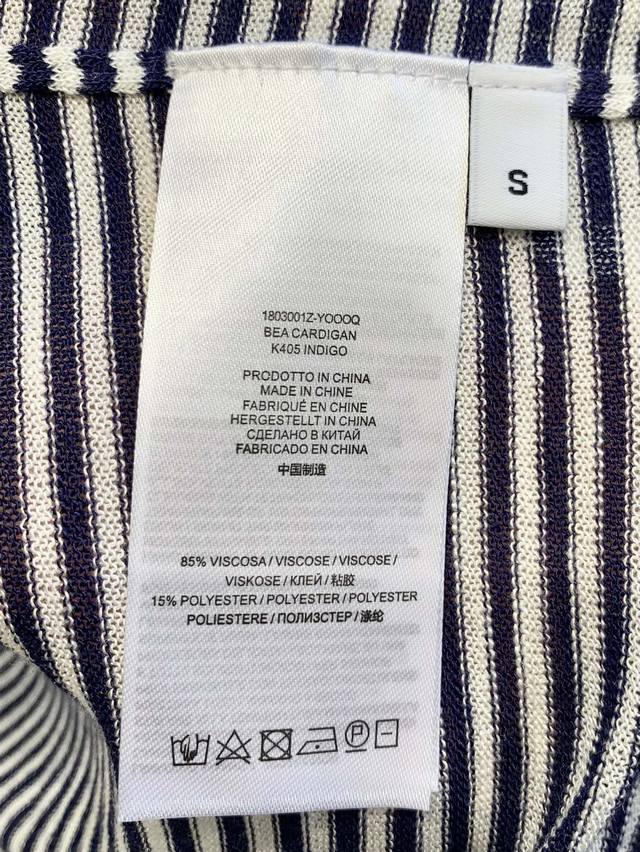 S
1803001Z-YOOOQ
BEA CARDIGAN
K405 INDIGO
PRODOTTO IN CHINA
MADE IN CHINE
FABRIQUÉ EN CHINE
HERGESTELLT IN CHINA
СДЕЛАНО В КИТАЙ
FABRICADO EN CHINA
中国制造
85% VISCOSA / VISCOSE / VISCOSE /
VISKOSE / КЛЕЙ / 粘胶
15% POLYESTER / POLYESTER / POLYESTER
POLIESTERE / ПОЛИЗСТЕР / 涤纶
P